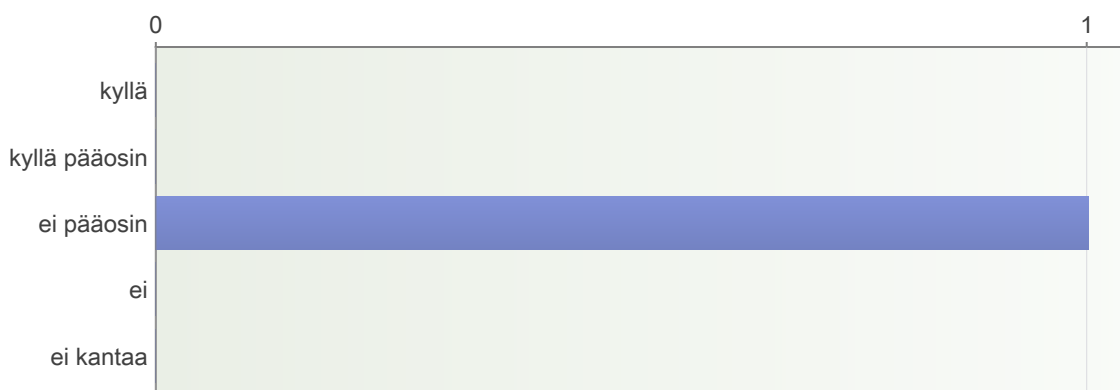 0 1
kyllä
kyllä pääosin
ei pääosin
ei
ei kantaa